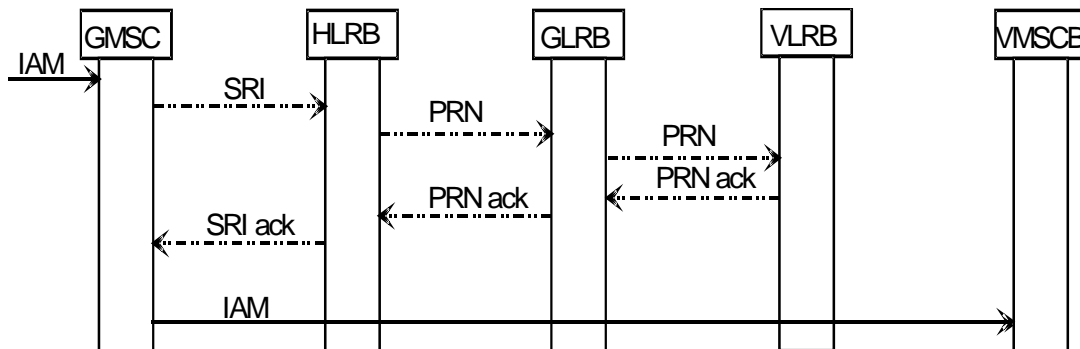 GMSC
HLRB
GLRB
VLRB
VMSCB
IAM
SRI
PRN
PRN
PRN ack
PRN ack
SRI ack
IAM